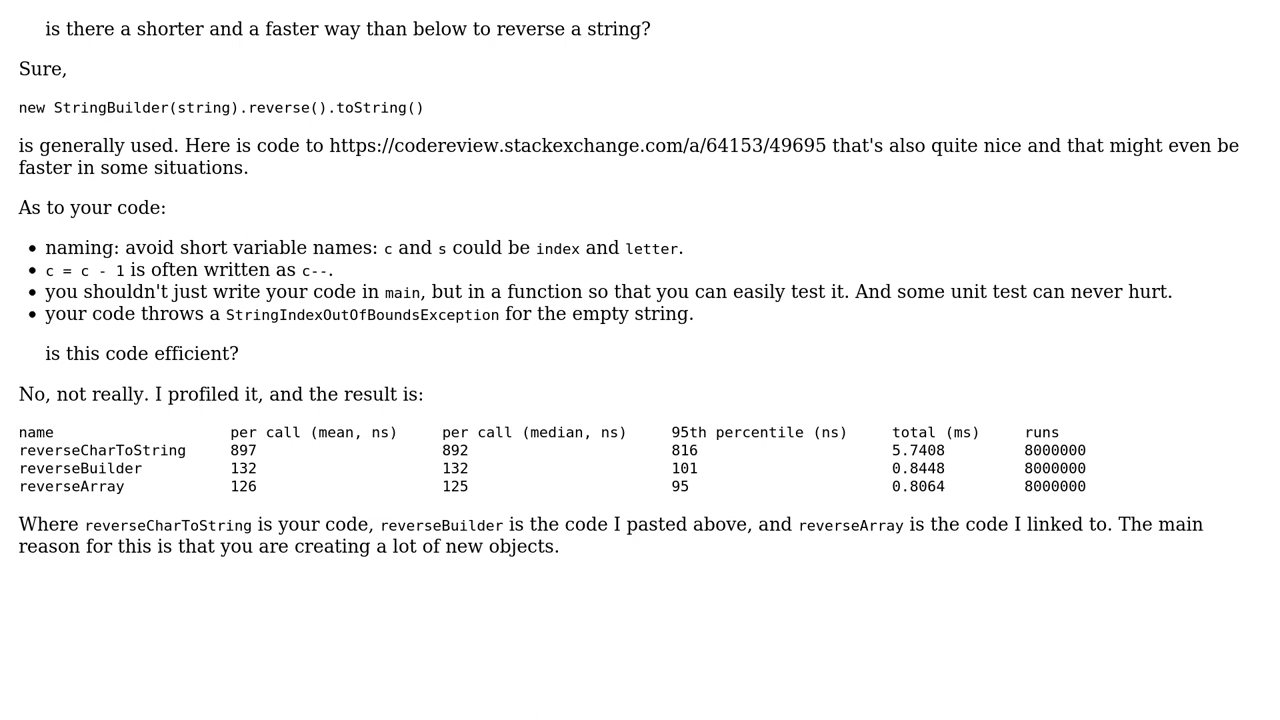 is there a shorter and a faster way than below to reverse a string?
Sure,
new StringBuilder(string).reverse().toString()
is generally used. Here is code to https://codereview.stackexchange.com/a/64153/49695 that's also quite nice and that might even be
faster in some situations.
As to your code:
• naming: avoid short variable names: c and s could be index and letter.
• c = c - 1 is often written as c--.
• you shouldn't just write your code in main, but in a function so that you can easily test it. And some unit test can never hurt.
• your code throws a StringIndexOutOfBoundsException for the empty string.
is this code efficient?
No, not really. I profiled it, and the result is:
name per call (mean, ns) per call (median, ns) 95th percentile (ns) total (ms) runs
reverseCharToString 897 892 816 5.7408 8000000
reverseBuilder 132 132 101 0.8448 8000000
reverseArray 126 125 95 0.8064 8000000
Where reverseCharToString is your code, reverseBuilder is the code I pasted above, and reverseArray is the code I linked to. The main
reason for this is that you are creating a lot of new objects.